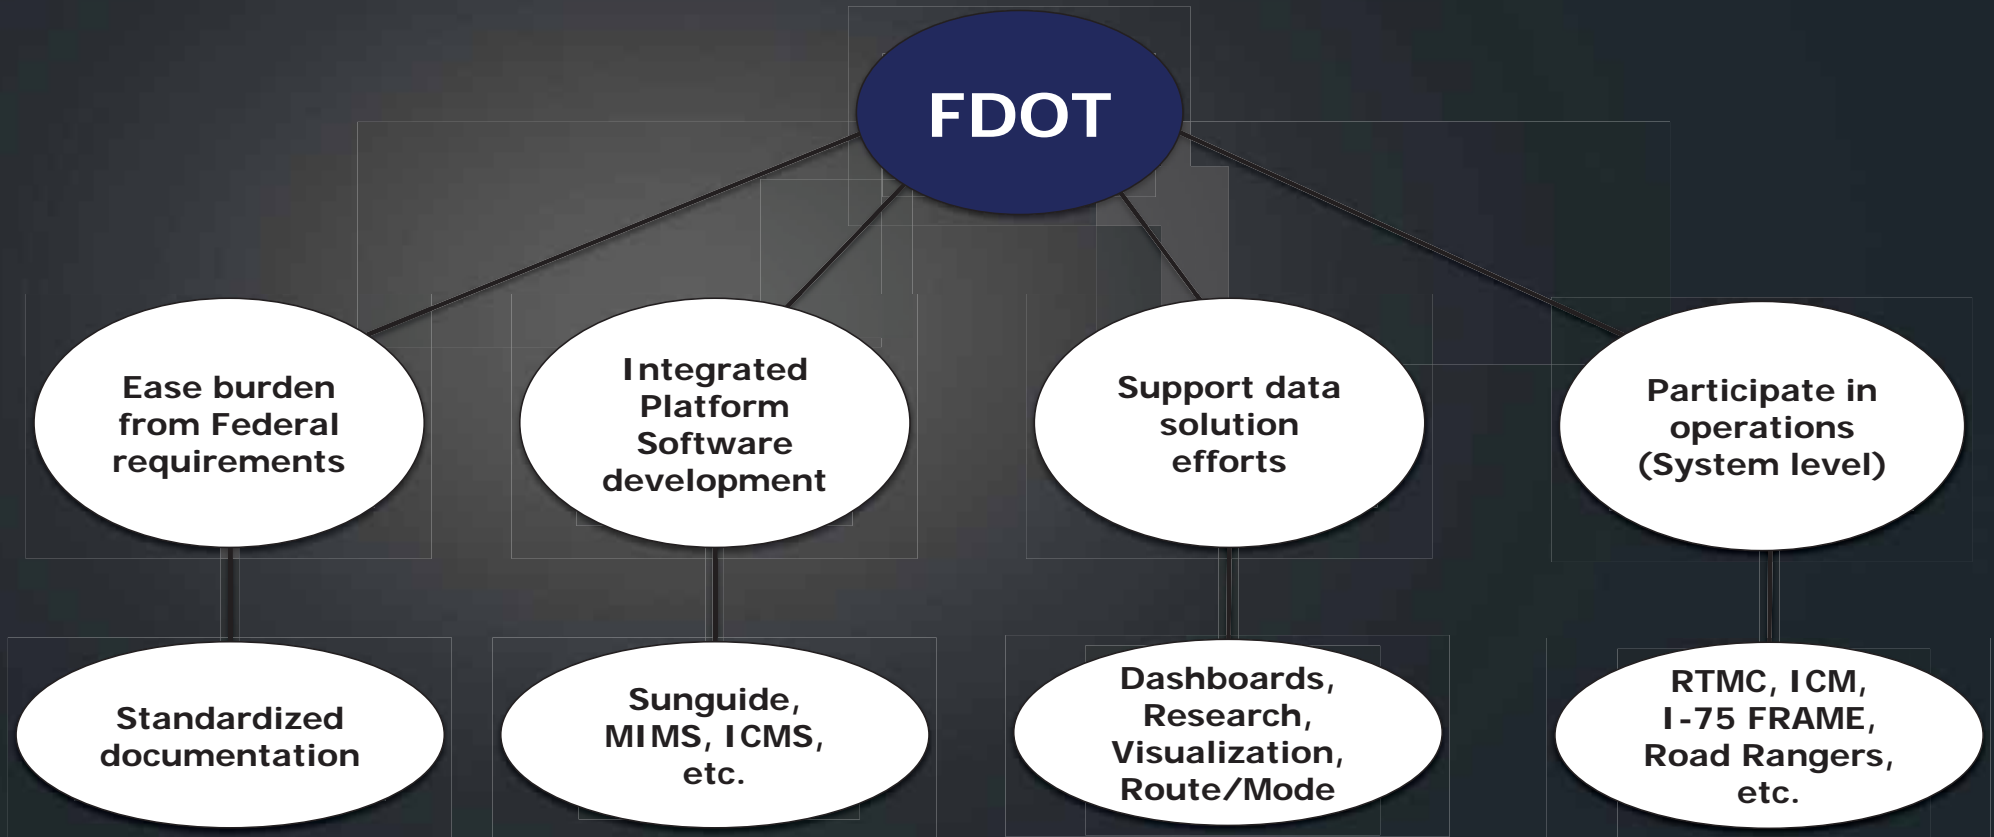 FDOT
Ease burden
from Federal
requirements
Integrated
Platform
Software
development
Support data
solution
efforts
Participate in
operations
(System level)
Standardized
documentation
Sunguide,
MIMS, ICMS,
etc.
Dashboards,
Research,
Visualization,
Route/Mode
RTMC, ICM,
I-75 FRAME,
Road Rangers,
etc.